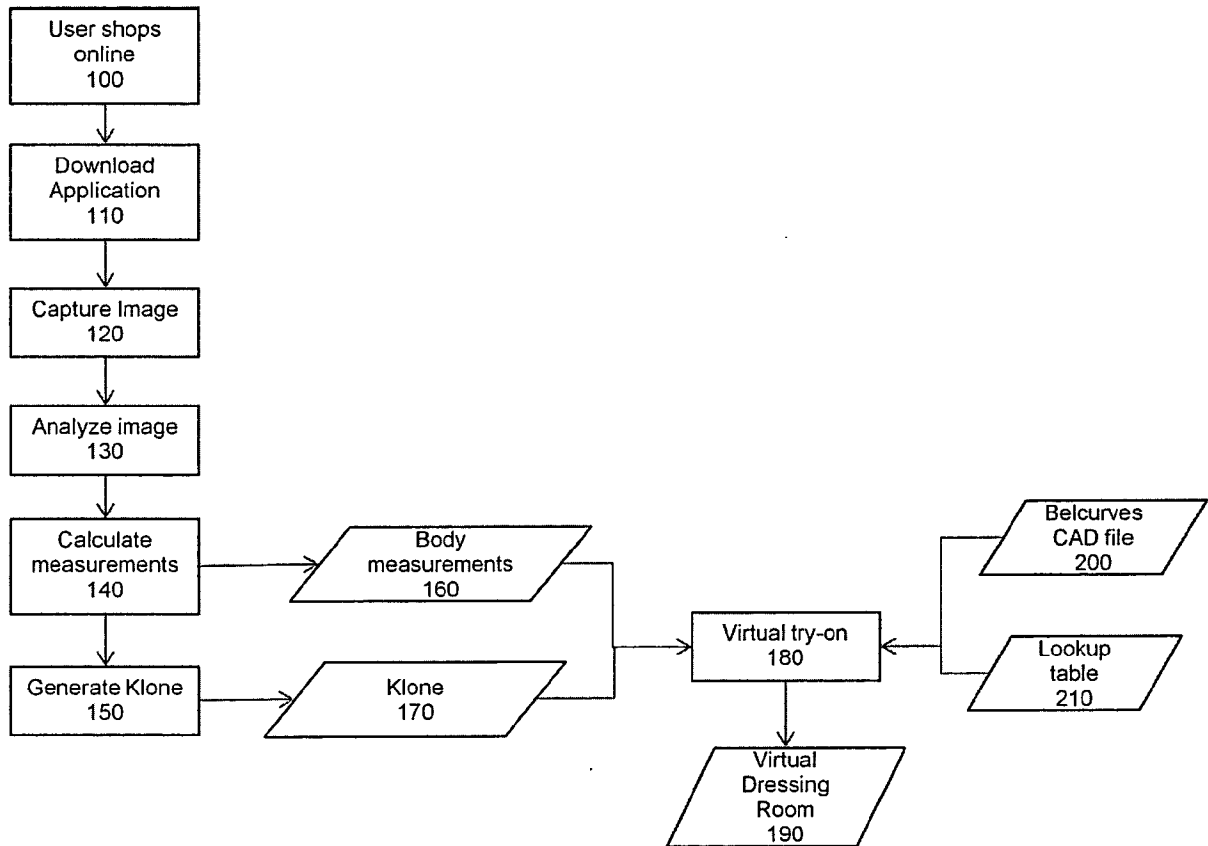 User shops
online
100
Download
Application
110
Capture Image
120
Analyze image
130
Calculate
measurements
140
Generate Klone
150
Body
measurements
160
Klone
170
Virtual try-on
180
Virtual
Dressing
Room
190
Belcurves
CAD file
200
Lookup
table
210